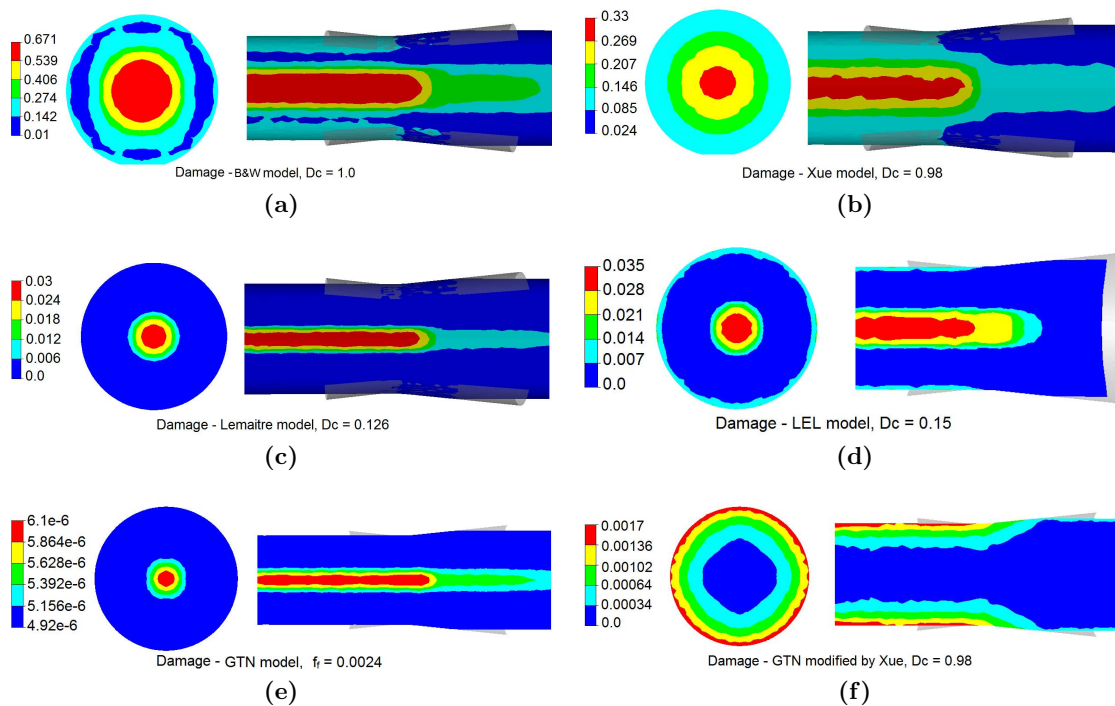 0.671
0.539
0.406
0.274
0.142
0.01
Damage - B&W model, Dc = 1.0
(a)
0.33
0.269
0.207
0.146
0.085
0.024
Damage - Xue model, Dc = 0.98
(b)
0.03
0.024
0.018
0.012
0.006
0.0
Damage - Lemaitre model, Dc = 0.126
(c)
0.035
0.028
0.021
0.014
0.007
0.0
Damage - LEL model, Dc = 0.15
(d)
6.1e-6
5.864e-6
5.628e-6
5.392e-6
5.156e-6
4.92e-6
Damage - GTN model, ff = 0.0024
(e)
0.0017
0.00136
0.00102
0.00064
0.00034
0.0
Damage - GTN modified by Xue, Dc = 0.98
(f)